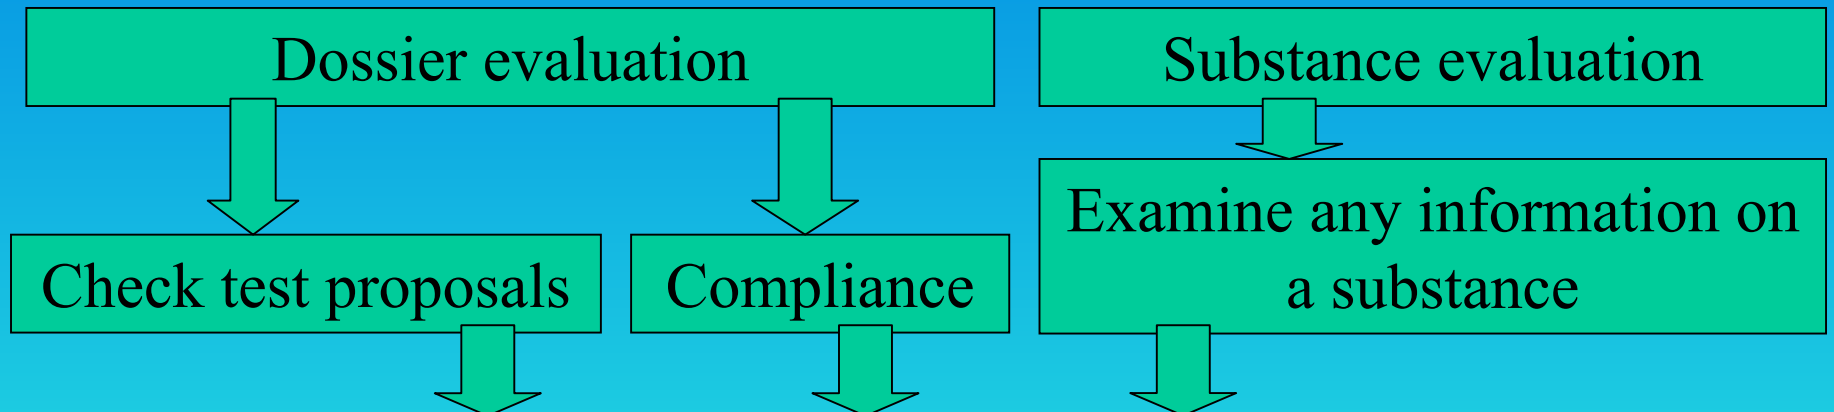 Dossier evaluation
Substance evaluation
Check test proposals
Compliance
Examine any information on
a substance